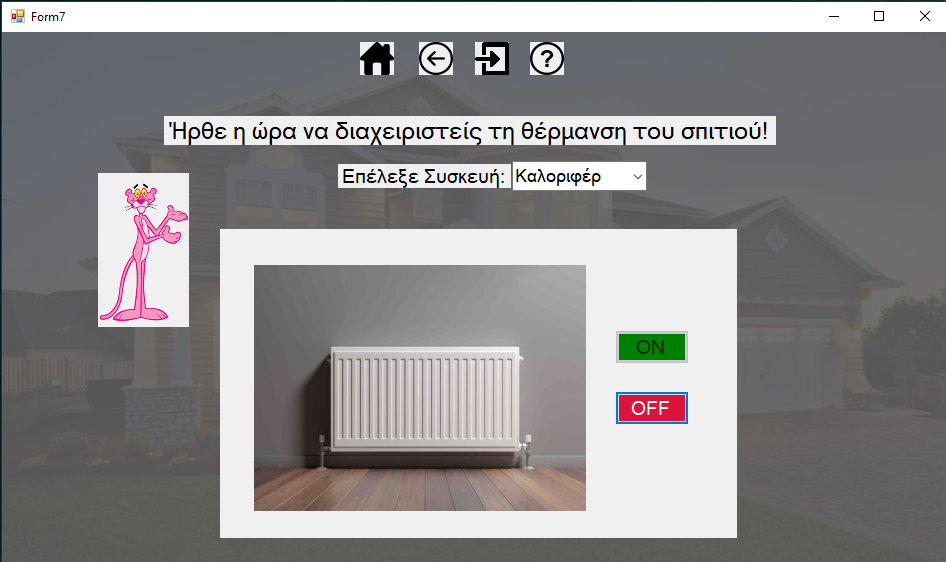 Form7
?
Ήρθε η ώρα να διαχειριστείς τη θέρμανση του σπιτιού!
Επέλεξε Συσκευή: Καλοριφέρ
ON
OFF